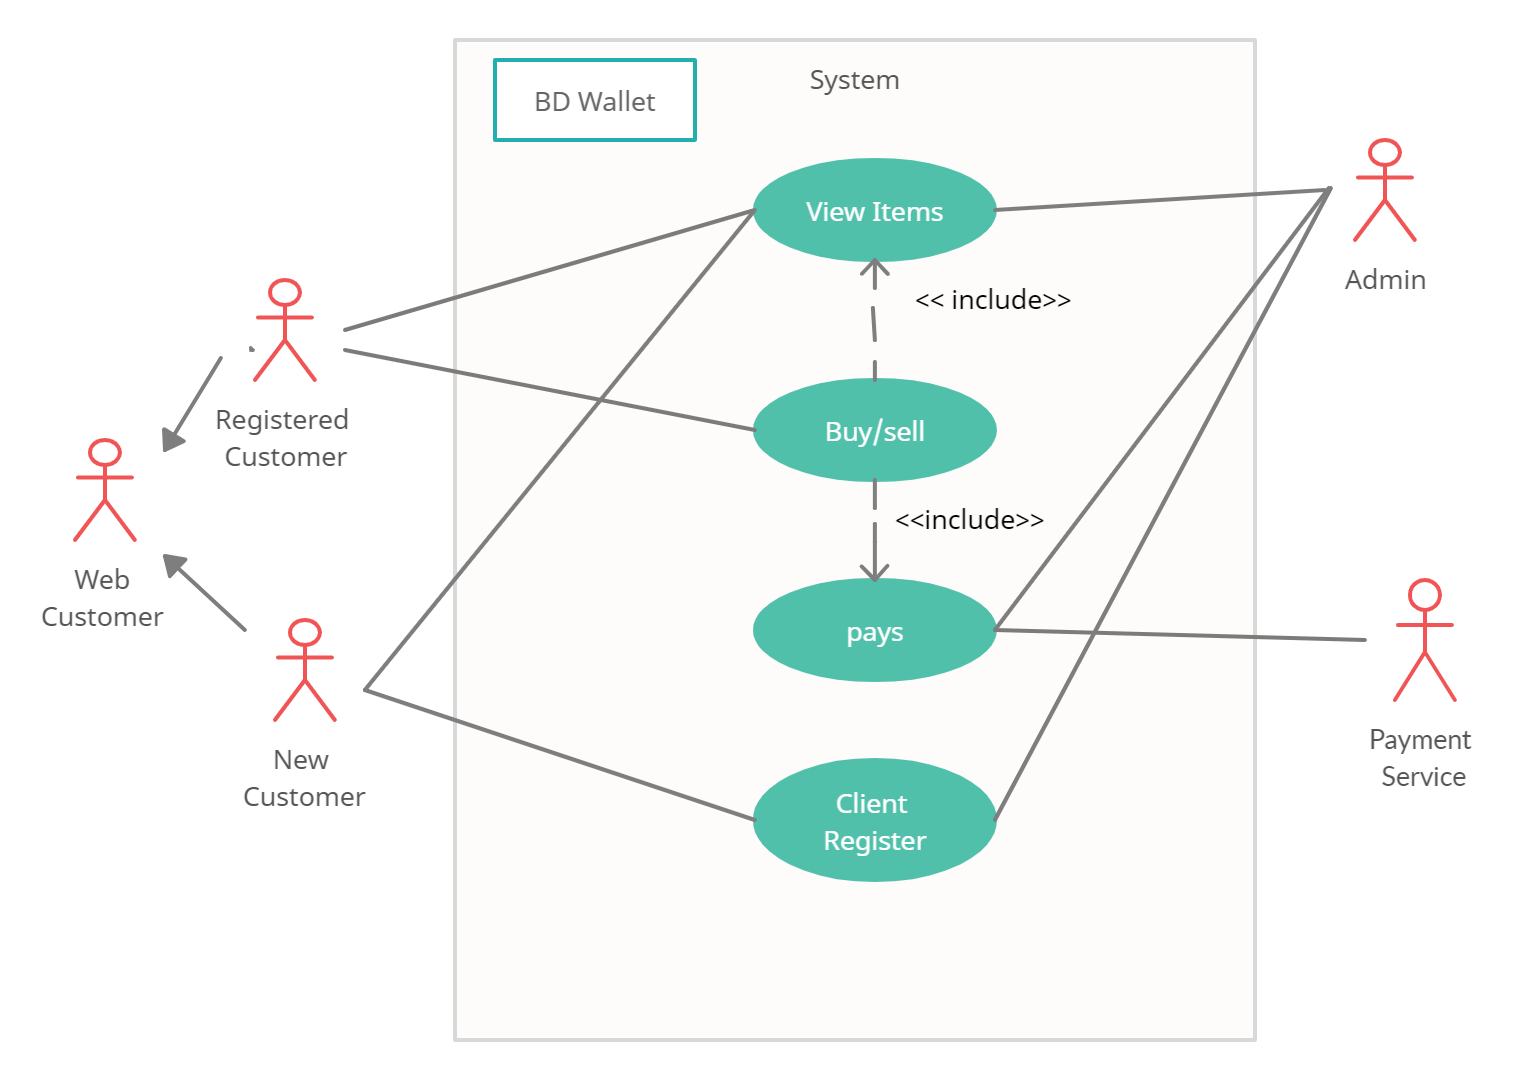 System
BD Wallet
View Items
<< include>>
Admin
Registered
Customer
Buy/sell
<<include>>
Web
Customer
pays
New
Customer
Payment
Service
Client
Register